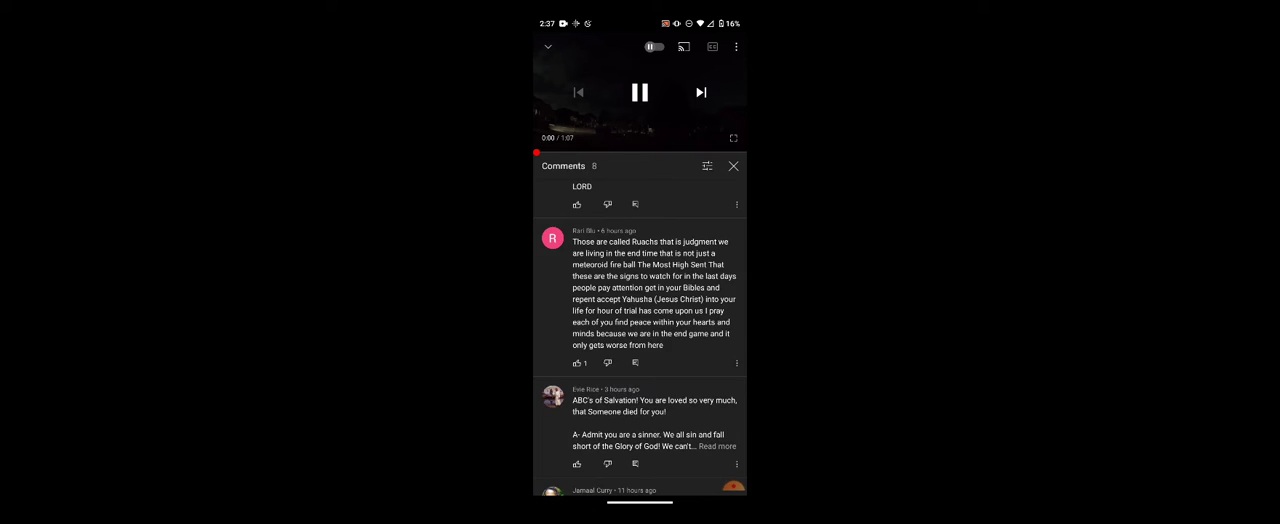 2:37
16%
0:00 / 1:07
Comments 8
LORD
R
Rari Blu • 6 hours ago
Those are called Ruachs that is judgment we
are living in the end time that is not just a
meteoroid fire ball The Most High Sent That
these are the signs to watch for in the last days
people pay attention get in your Bibles and
repent accept Yahusha (Jesus Christ) into your
life for hour of trial has come upon us I pray
each of you find peace within your hearts and
minds because we are in the end game and it
only gets worse from here
1
Evie Rice • 3 hours ago
ABC's of Salvation! You are loved so very much,
that Someone died for you!
A- Admit you are a sinner. We all sin and fall
short of the Glory of God! We can't... Read more
Jamaal Curry • 11 hours ago